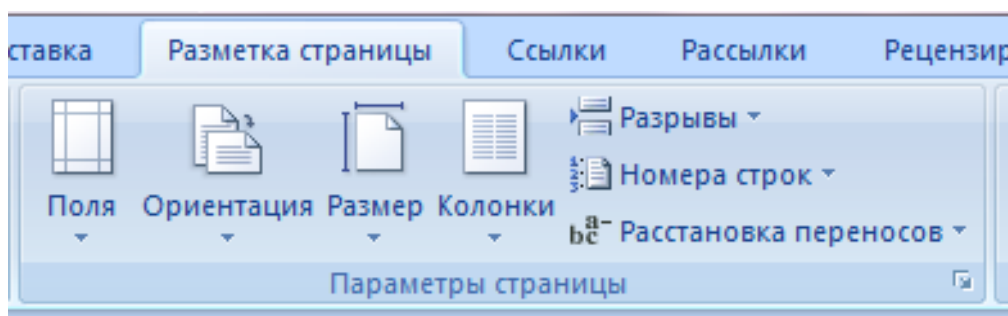 ставка Разметка страницы Ссылки Рассылки Рецензир
Разрывы
Номера строк
Поля Ориентация Размер Колонки
Расстановка переносов
Параметры страницы